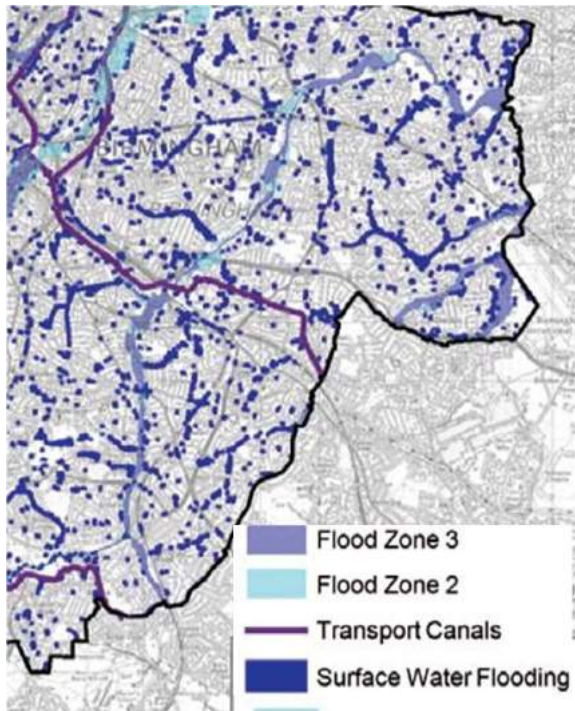 BIRMINGHAM
Flood Zone 3
Flood Zone 2
Transport Canals
Surface Water Flooding